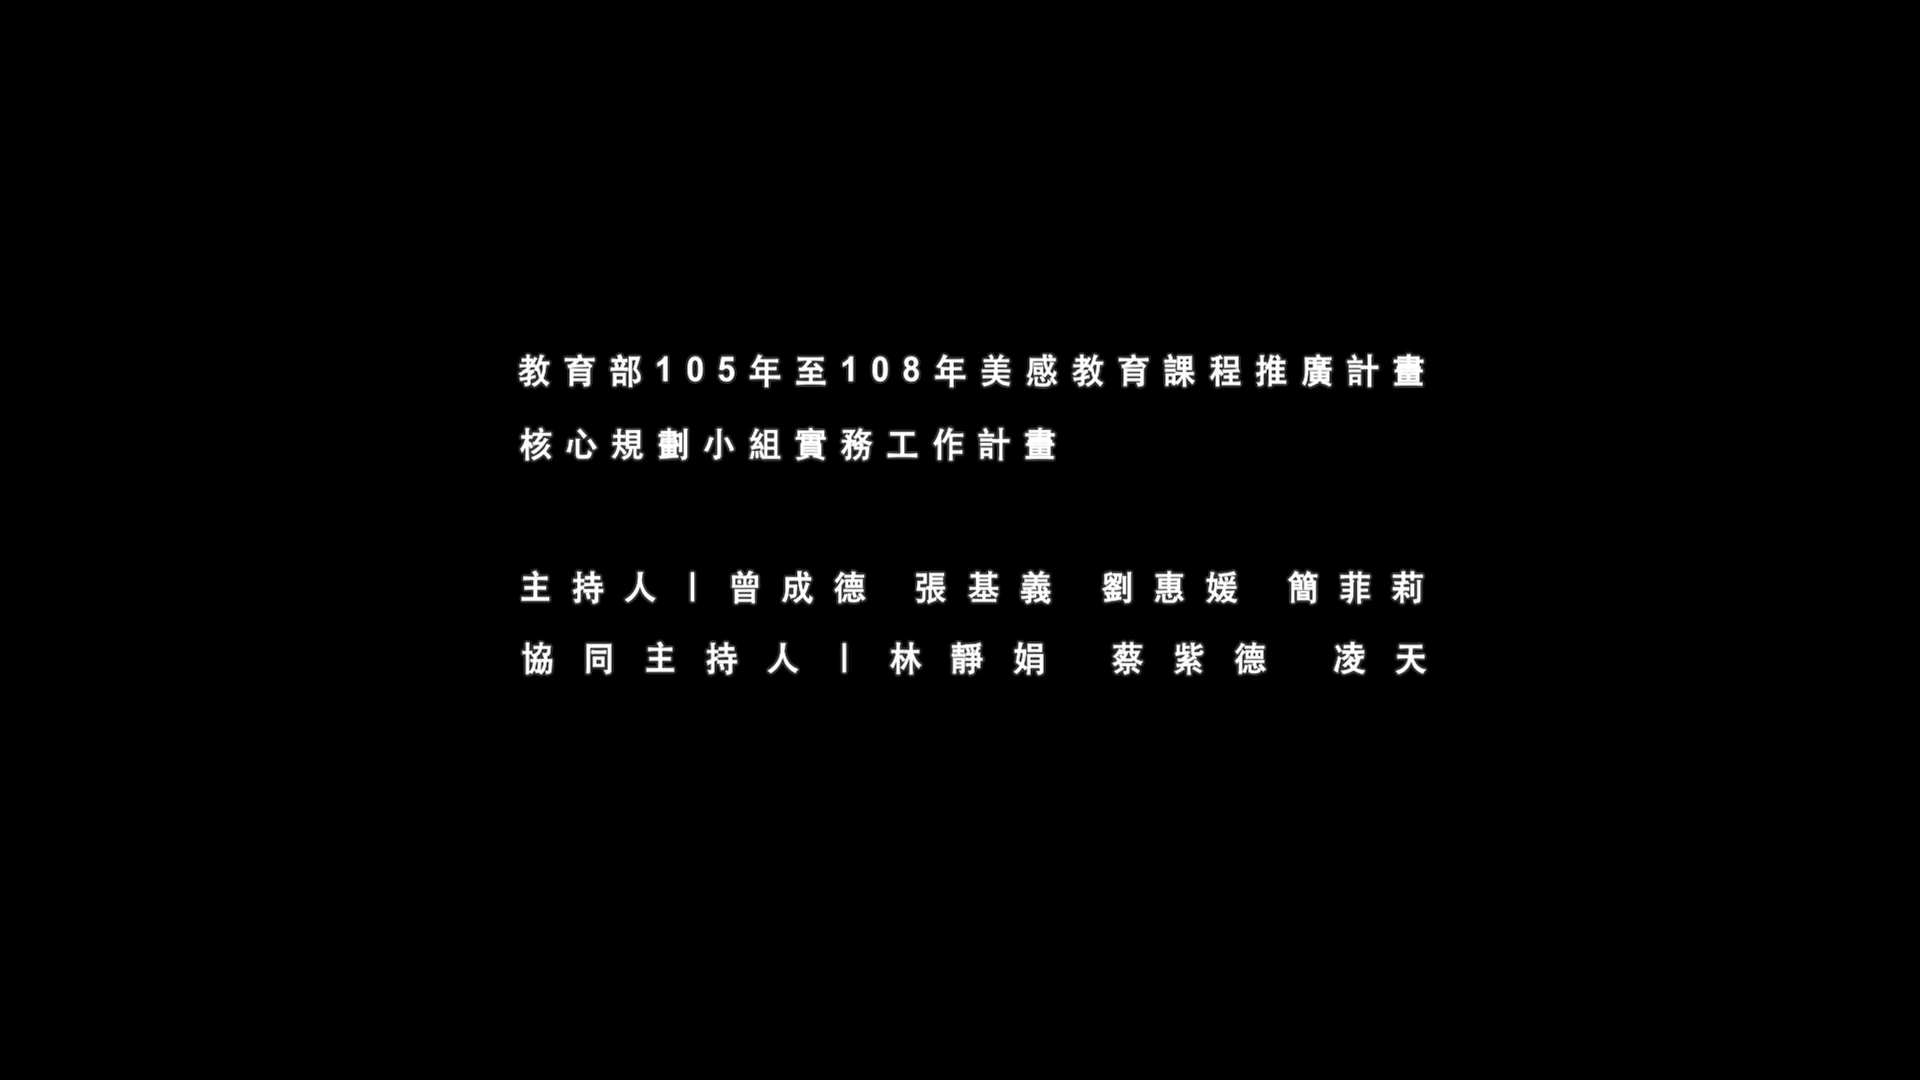 教育部105年至108年美感教育課程推廣計畫
核心規劃小組實務工作計畫
主持人|曾成德 張基義 劉惠媛 簡菲莉
協同主持人|林靜娟 蔡紫德 凌天